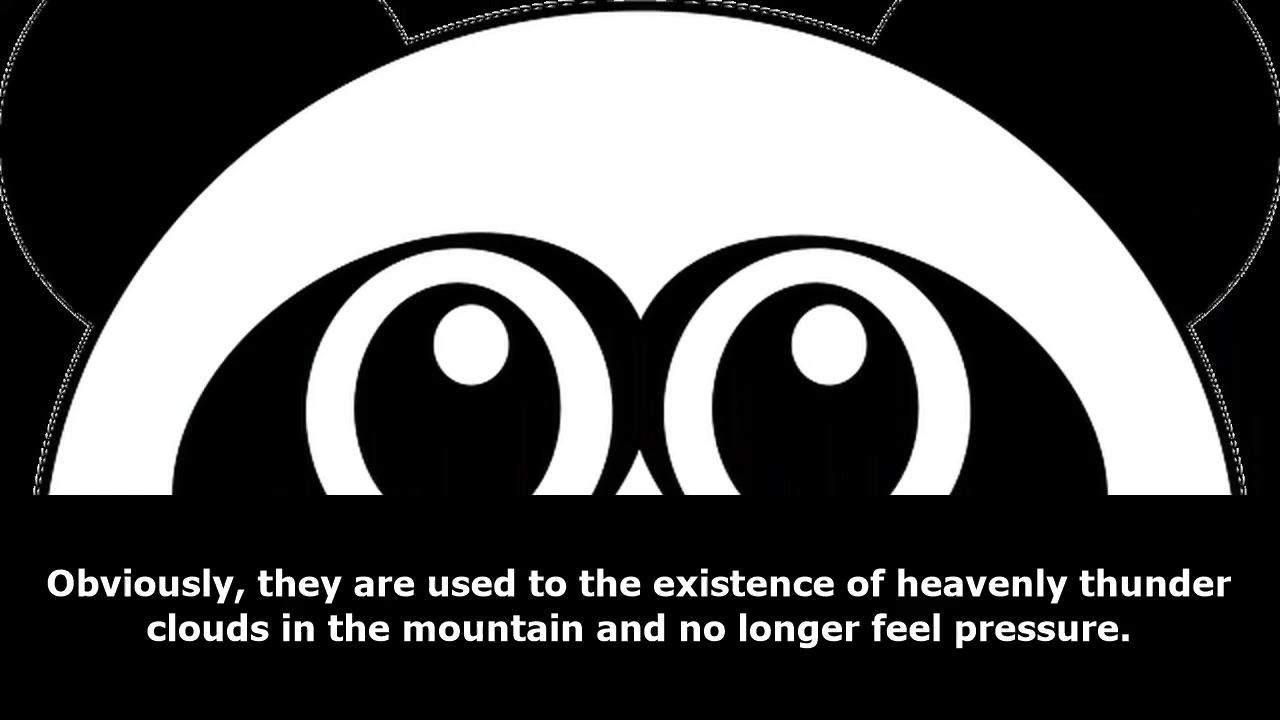 Obviously, they are used to the existence of heavenly thunder
clouds in the mountain and no longer feel pressure.